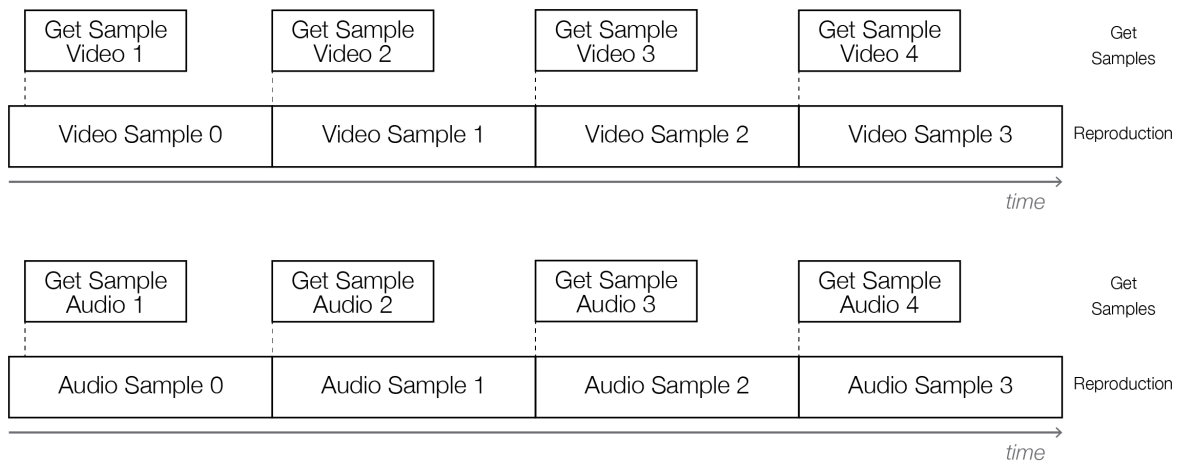 Get Sample
Video 1
Get Sample
Video 2
Get Sample
Video 3
Get Sample
Video 4
Get
Samples
Video Sample 0
Video Sample 1
Video Sample 2
Video Sample 3
Reproduction
time
Get Sample
Audio 1
Get Sample
Audio 2
Get Sample
Audio 3
Get Sample
Audio 4
Get
Samples
Audio Sample 0
Audio Sample 1
Audio Sample 2
Audio Sample 3
Reproduction
time